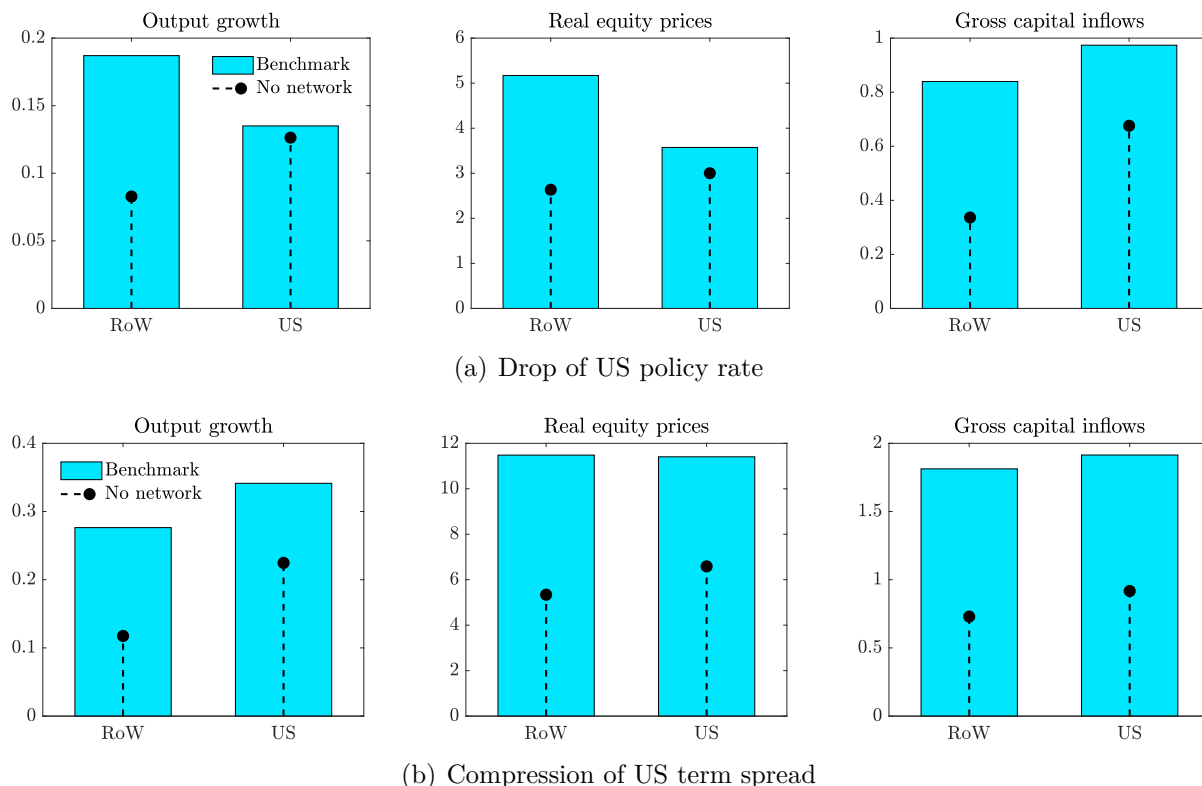 Output growth
0.2
0.15
0.1
0.05
0
Benchmark
No network
RoW
US
Real equity prices
6
5
4
3
2
1
0
RoW
US
Gross capital inflows
1
0.8
0.6
0.4
0.2
0
RoW
US
(a) Drop of US policy rate
Output growth
0.4
0.3
0.2
0.1
0
Benchmark
No network
RoW
US
Real equity prices
12
10
8
6
4
2
0
RoW
US
Gross capital inflows
2
1.5
1
0.5
0
RoW
US
(b) Compression of US term spread